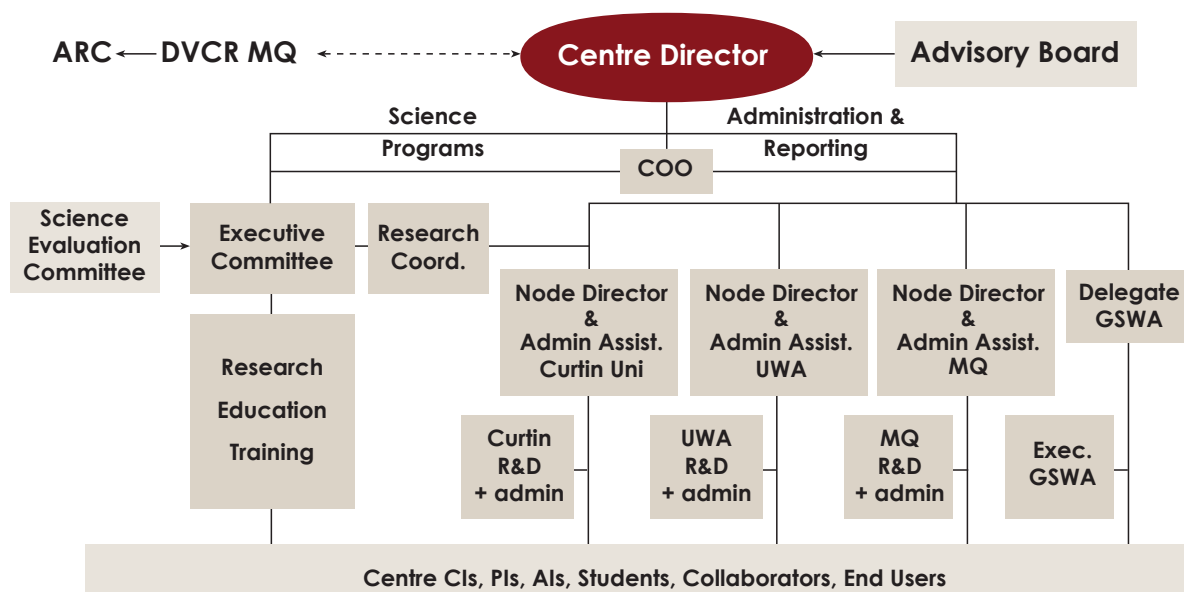 ARC
DVCR MQ
Centre Director
Advisory Board
Science
Programs
Administration &
Reporting
COO
Science
Evaluation
Committee
Executive
Committee
Research
Coord.
Node Director
&
Admin Assist.
Curtin Uni
Node Director
&
Admin Assist.
UWA
Node Director
&
Admin Assist.
MQ
Delegate
GSWA
Research
Education
Training
Curtin
R&D
+ admin
UWA
R&D
+ admin
MQ
R&D
+ admin
Exec.
GSWA
Centre CIs, PIs, AIs, Students, Collaborators, End Users